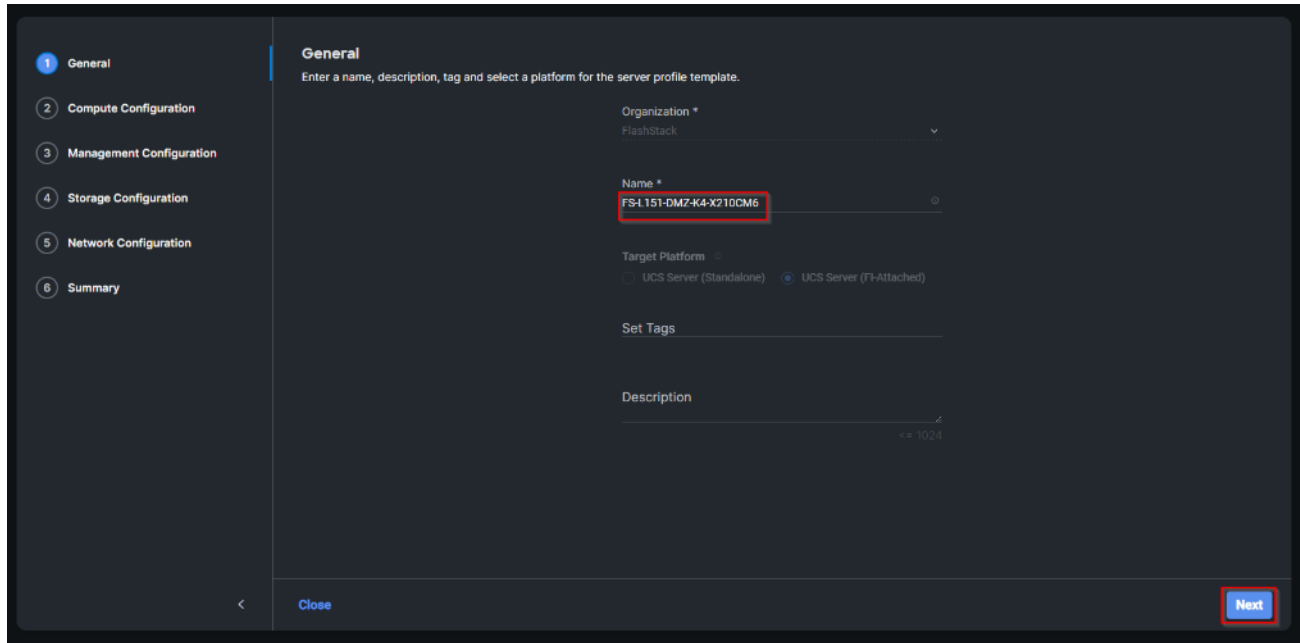 1 General
2 Compute Configuration
3 Management Configuration
4 Storage Configuration
5 Network Configuration
6 Summary
General
Enter a name, description, tag and select a platform for the server profile template.
Organization *
FlashStack
Name *
FS-L151-DMZ-K4-X210CM6
Target Platform
UCS Server (Standalone) UCS Server (FI-Attached)
Set Tags
Description
<= 1024
< Close Next